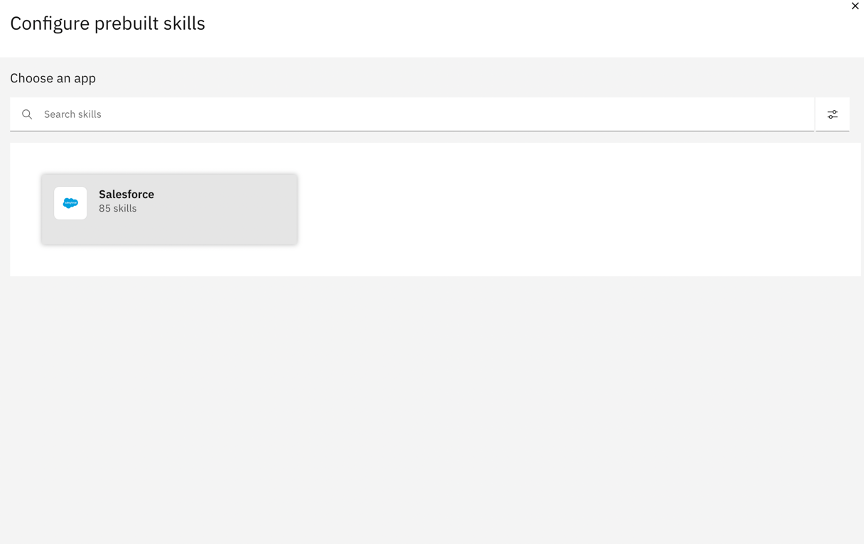 Configure prebuilt skills
Choose an app
Search skills
Salesforce
85 skills